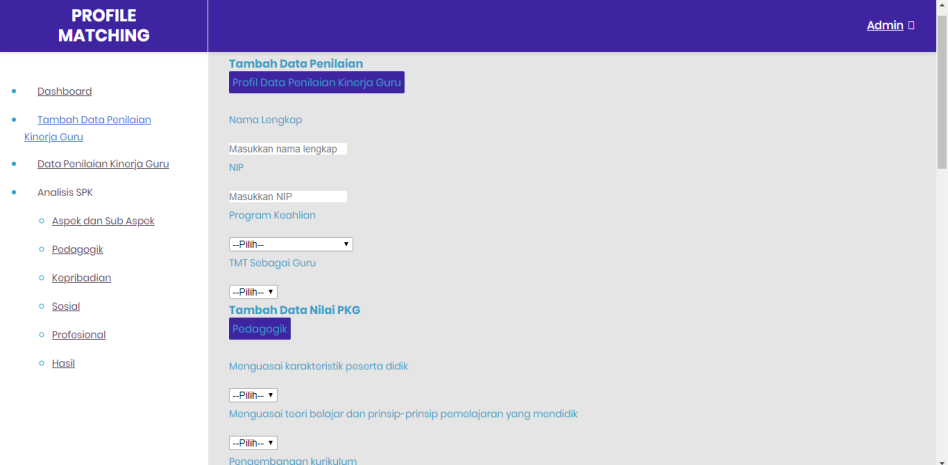 PROFILE
MATCHING
Admin
Dashboard
Tambah Data Penilaian
Kinerja Guru
Data Penilaian Kinerja Guru
Analisis SPK
Aspek dan Sub Aspek
Pedagogik
Kepribadian
Sosial
Profesional
Hasil
Tambah Data Penilaian
Profil Data Penilaian Kinerja Guru
Nama Lengkap
Masukkan nama lengkap
NIP
Masukkan NIP
Program Keahlian
--Pilih--
TMT Sebagai Guru
--Pilih--
Tambah Data Nilai PKG
Pedagogik
Menguasai karakteristik peserta didik
--Pilih--
Menguasai teori belajar dan prinsip-prinsip pemelajaran yang mendidik
--Pilih--
Pengembangan kurikulum